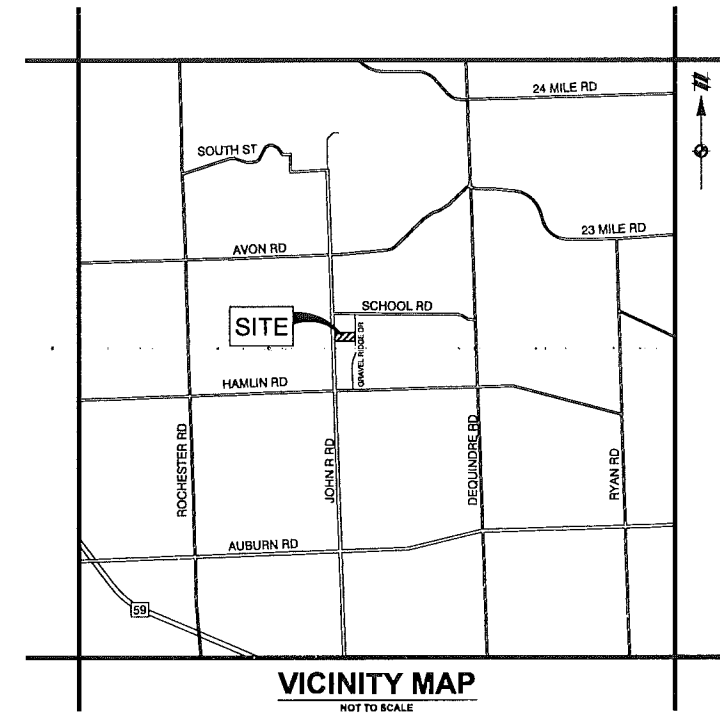 24 MILE RD
N
SOUTH ST
23 MILE RD
AVON RD
SCHOOL RD
SITE
GRAVEL RIDGE DR
HAMLIN RD
ROCHESTER RD
JOHN R RD
DEQUINDRE RD
RYAN RD
AUBURN RD
59
VICINITY MAP
NOT TO SCALE